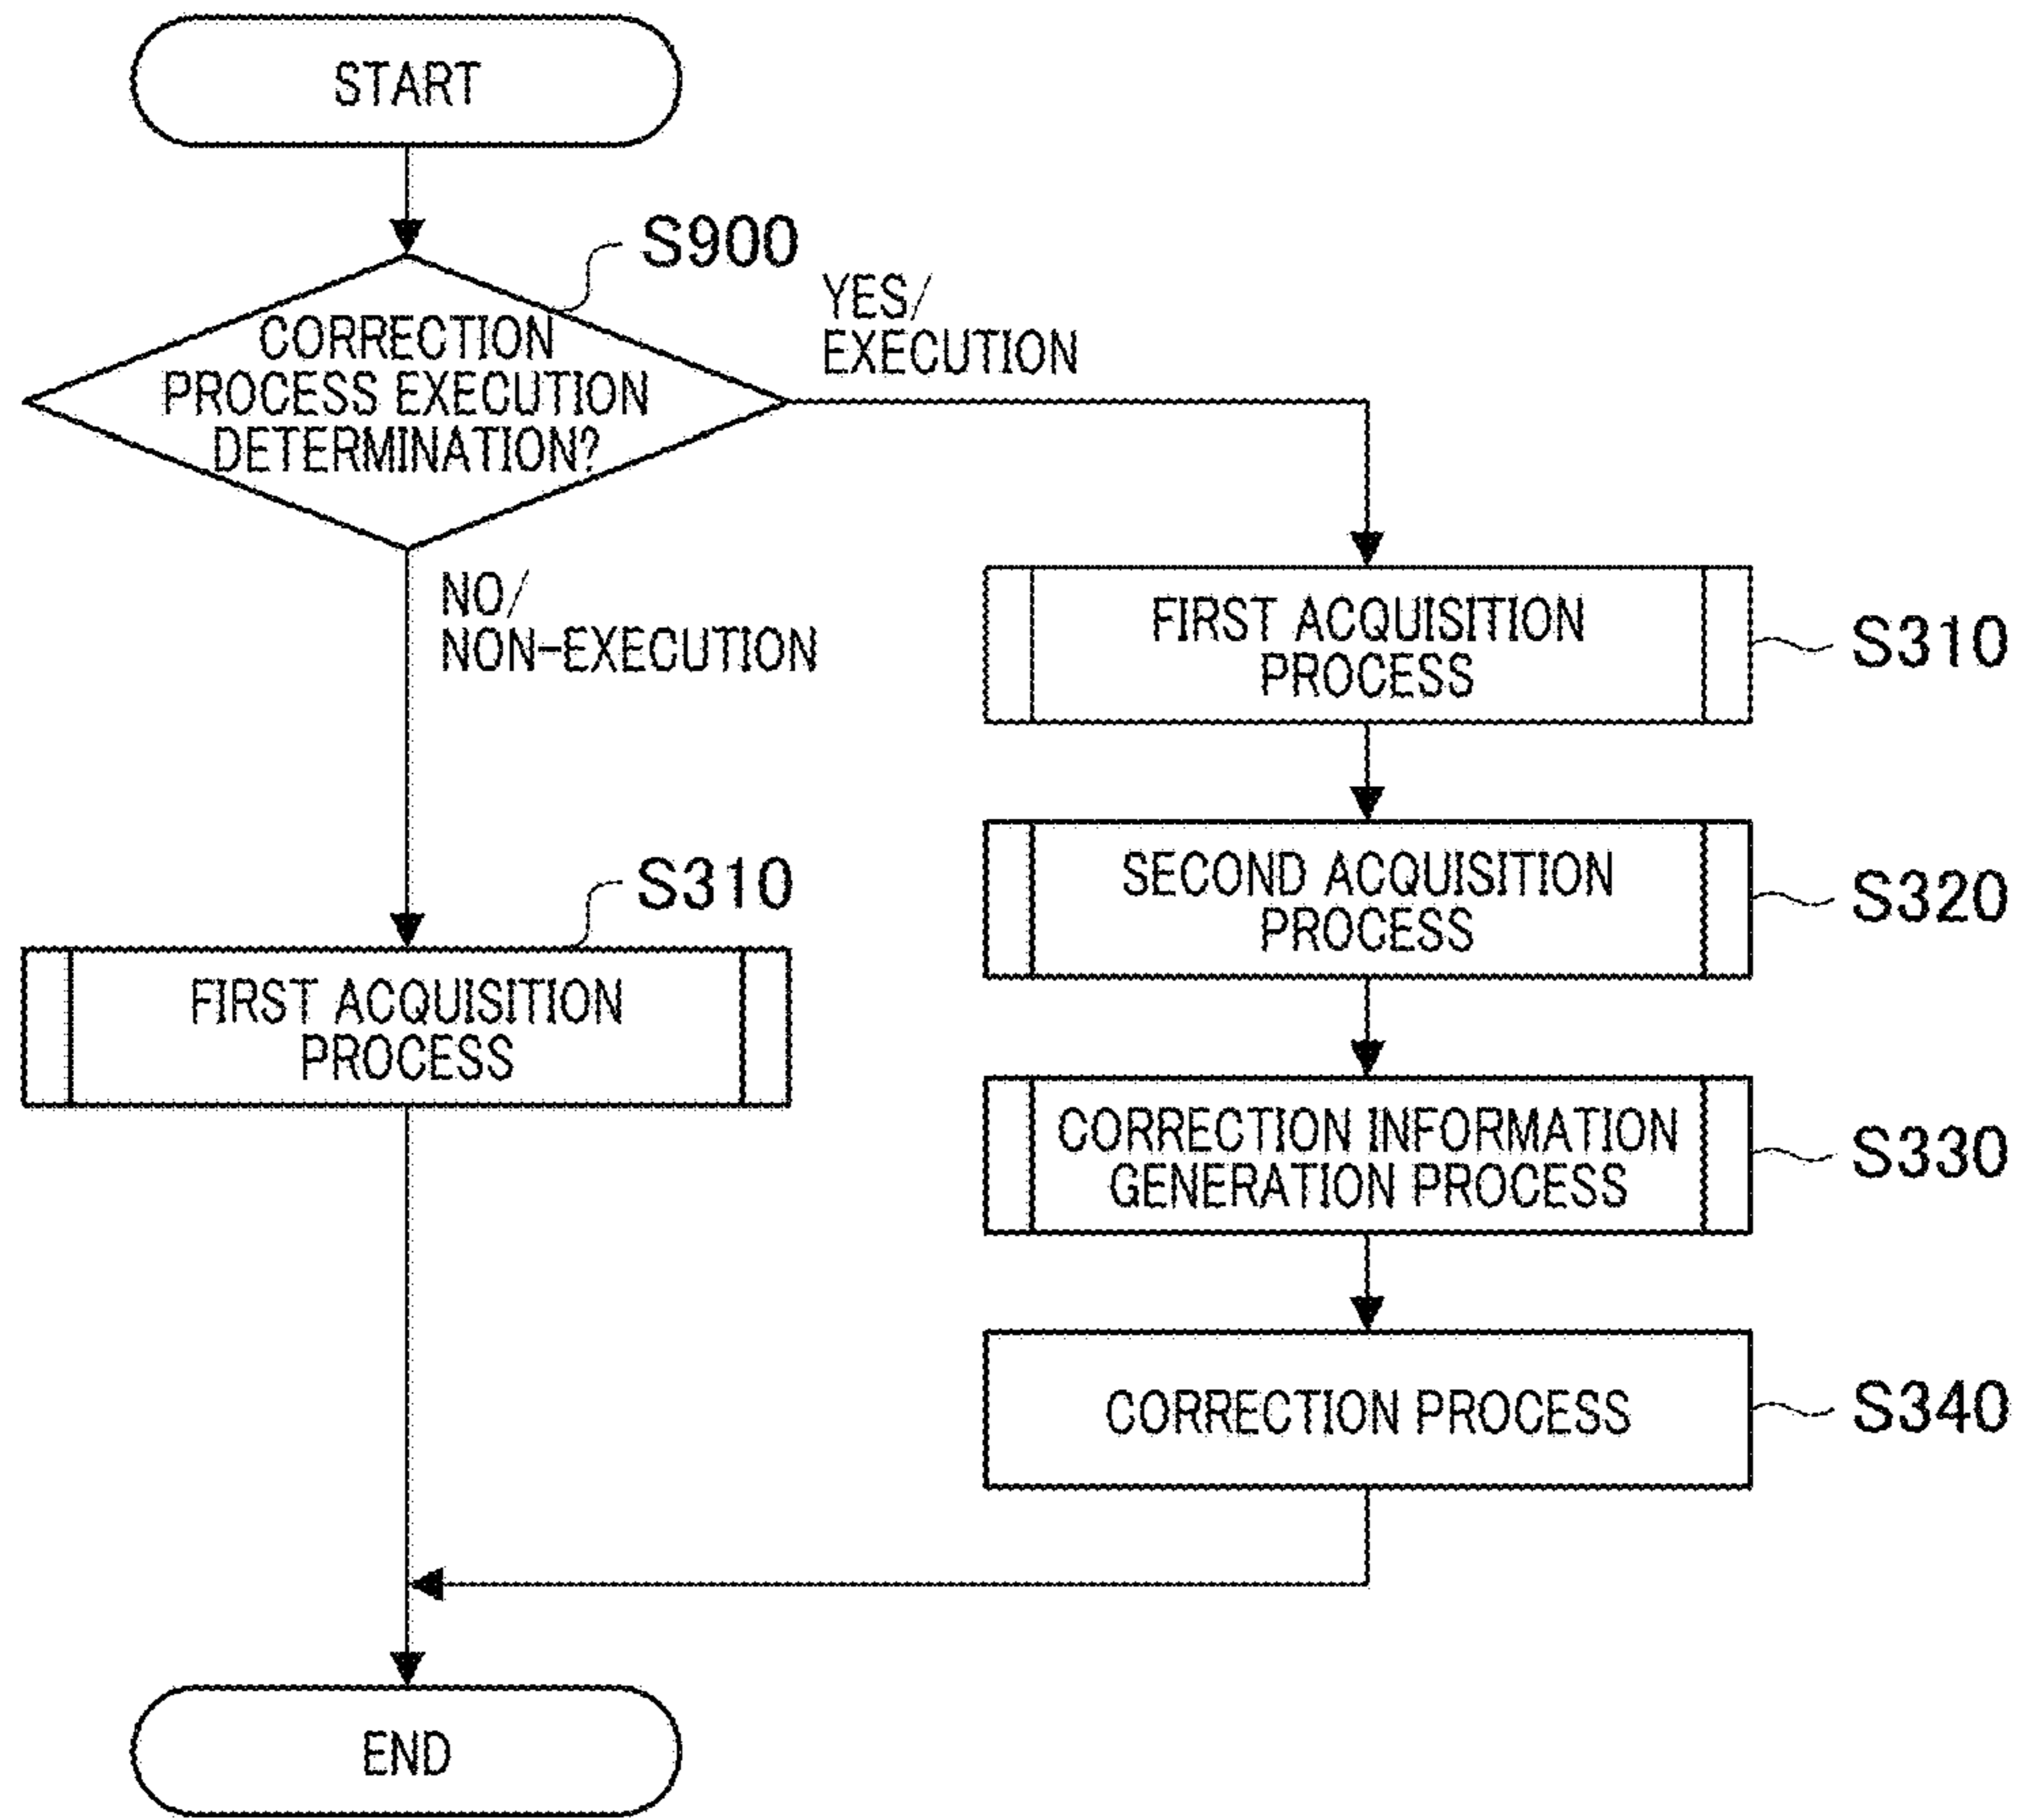 START
S900
CORRECTION
PROCESS EXECUTION
DETERMINATION?
YES/
EXECUTION
NO/
NON-EXECUTION
FIRST ACQUISITION
PROCESS
S310
SECOND ACQUISITION
PROCESS
S320
S310
FIRST ACQUISITION
PROCESS
CORRECTION INFORMATION
GENERATION PROCESS
S330
CORRECTION PROCESS
S340
END